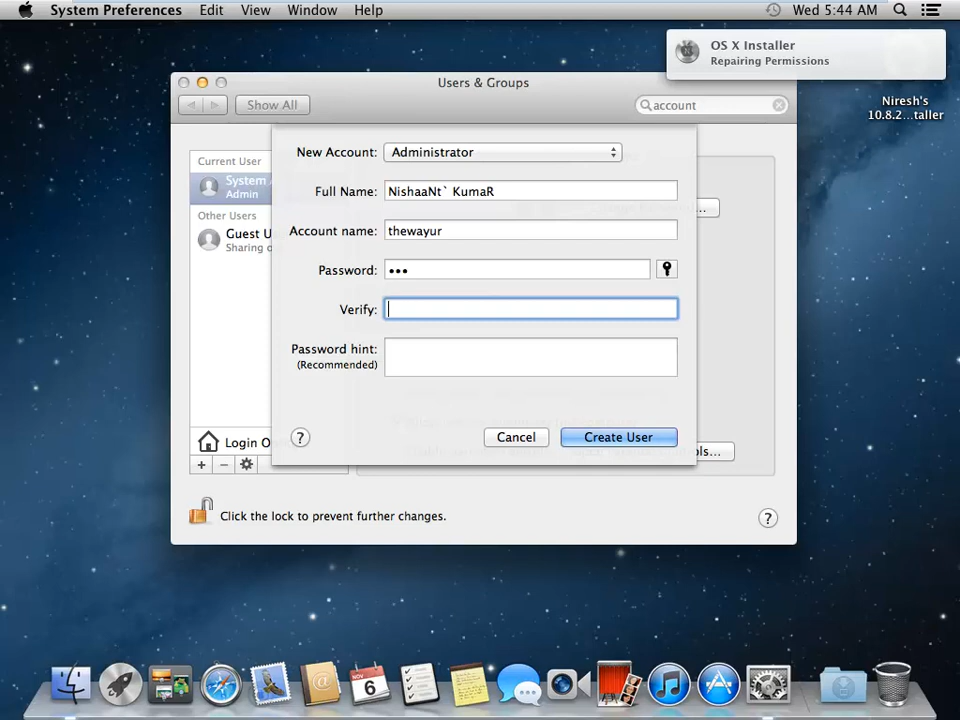 System Preferences Edit View Window Help Wed 5:44 AM
OS X Installer
Repairing Permissions
Niresh's
10.8.2...taller
Users & Groups
Show All
account
Current User
System
Admin
Other Users
Guest U
Sharing o
Login O
New Account: Administrator
Full Name: NishaaNt` KumaR
Account name: thewayur
Password: •••
Verify:
Password hint:
(Recommended)
? Cancel Create User
...
ls...
+ −
Click the lock to prevent further changes. ?
NOV
6